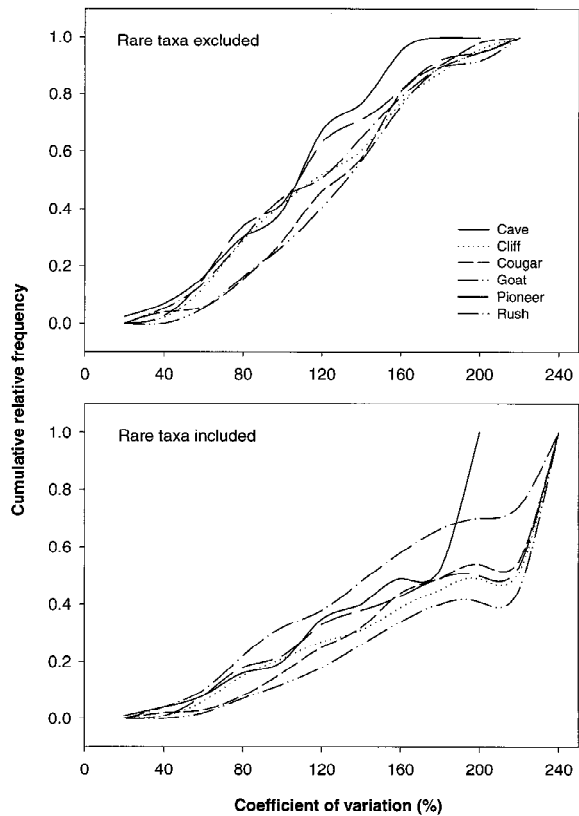 Rare taxa excluded
1.0
0.8
0.6
0.4
0.2
0.0
Cave
Cliff
Cougar
Goat
Pioneer
Rush
0 40 80 120 160 200 240
Cumulative relative frequency
Rare taxa included
1.0
0.8
0.6
0.4
0.2
0.0
0 40 80 120 160 200 240
Coefficient of variation (%)